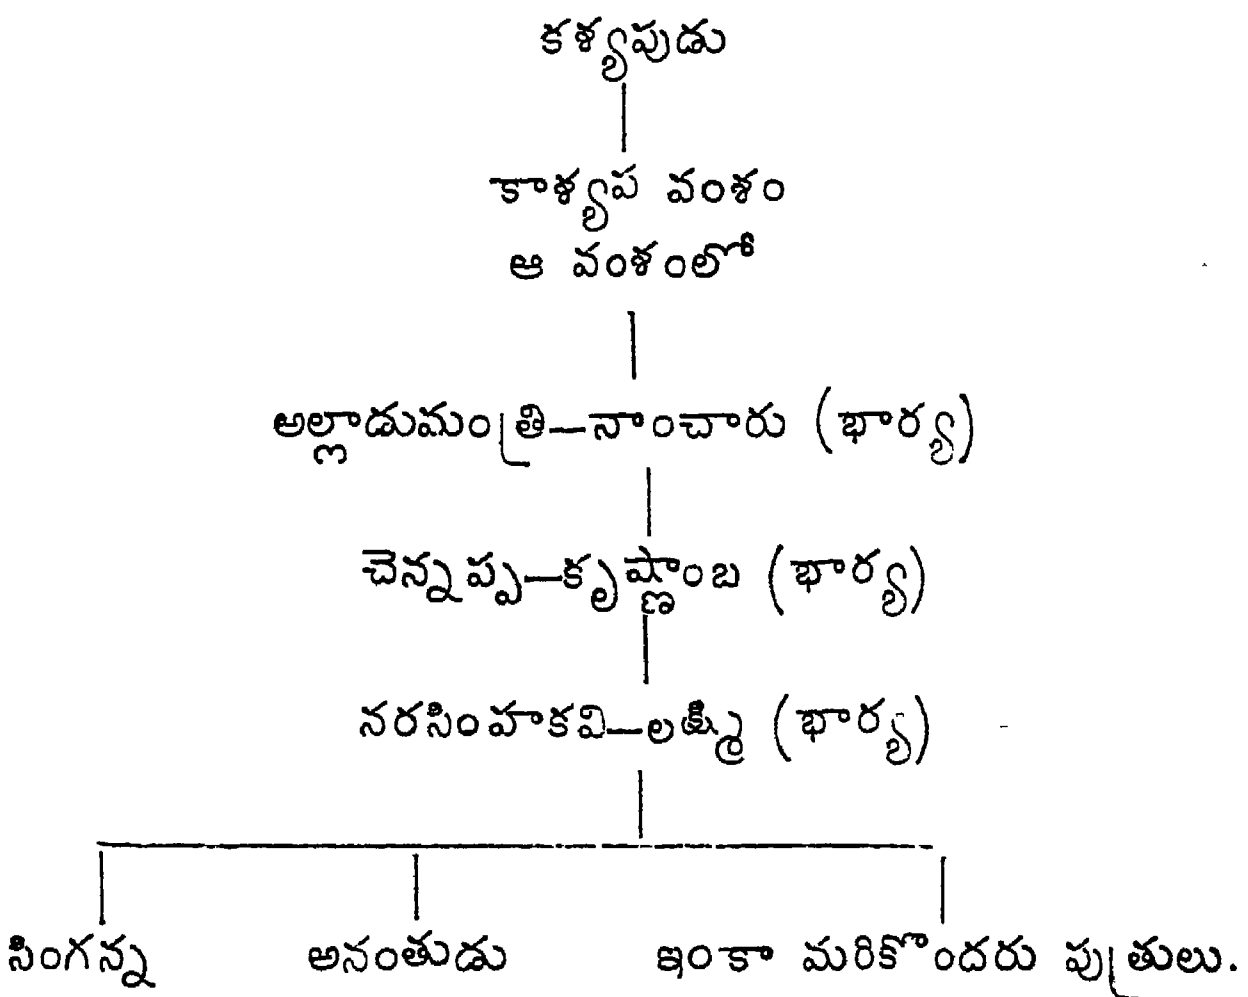 కశ్యపుడు
కాశ్యప వంశం
ఆ వంశంలో
అల్లాడుమంత్రి—నాంచారు (భార్య)
చెన్నప్ప—కృష్ణాంబ (భార్య)
నరసింహకవి—లక్ష్మి (భార్య)
సింగన్న అనంతుడు ఇంకా మరికొందరు పుత్రులు.